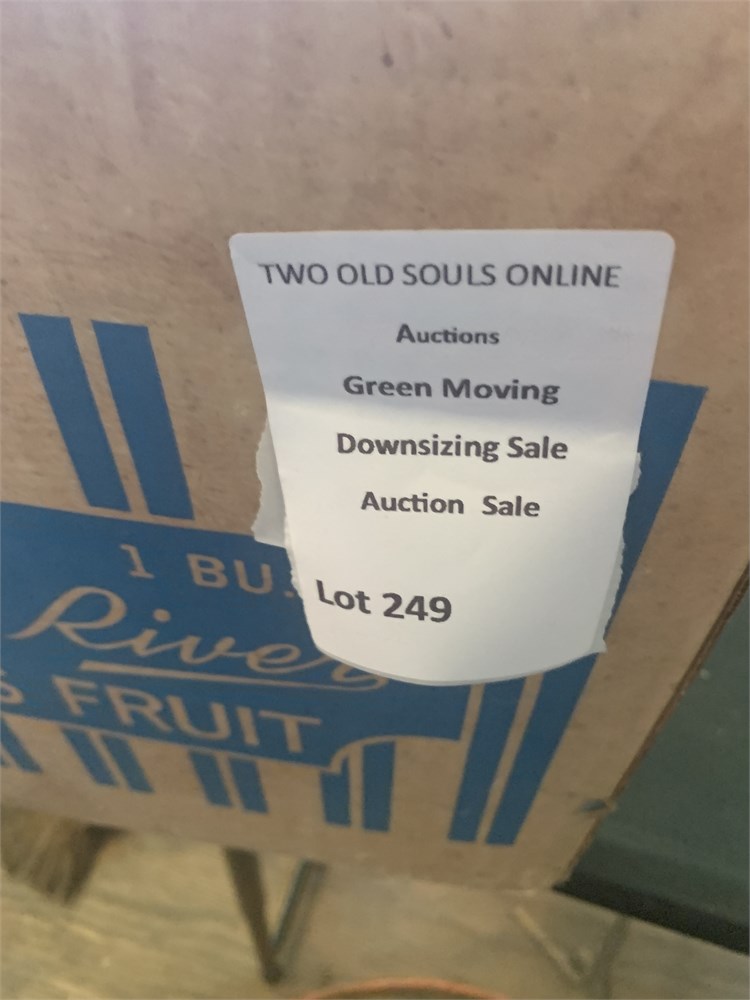 TWO OLD SOULS ONLINE
Auctions
Green Moving
Downsizing Sale
Auction Sale
Lot 249
1 BU.
River
FRUIT